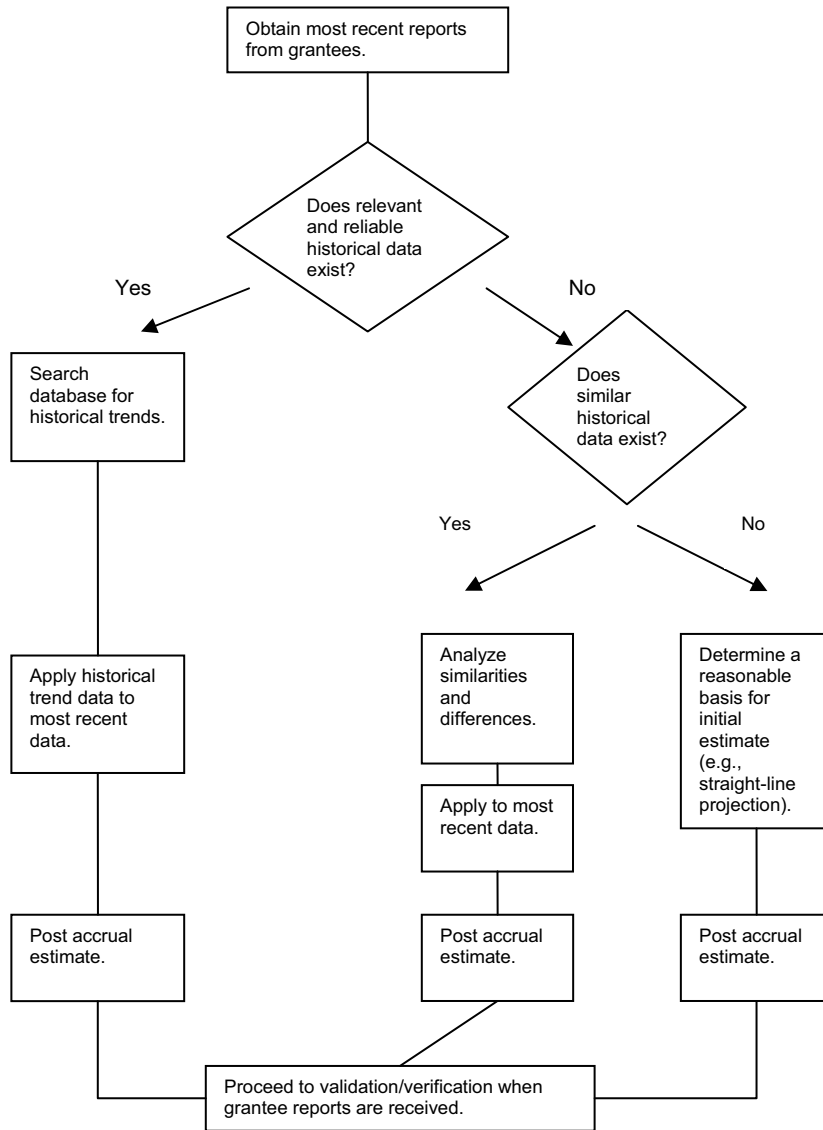 Obtain most recent reports
from grantees.
Does relevant
and reliable
historical data
exist?
Yes
No
Search
database for
historical trends.
Does
similar
historical
data exist?
Yes
No
Apply historical
trend data to
most recent
data.
Analyze
similarities
and
differences.
Determine a
reasonable
basis for
initial
estimate
(e.g.,
straight-line
projection).
Apply to most
recent data.
Post accrual
estimate.
Post accrual
estimate.
Post accrual
estimate.
Proceed to validation/verification when
grantee reports are received.